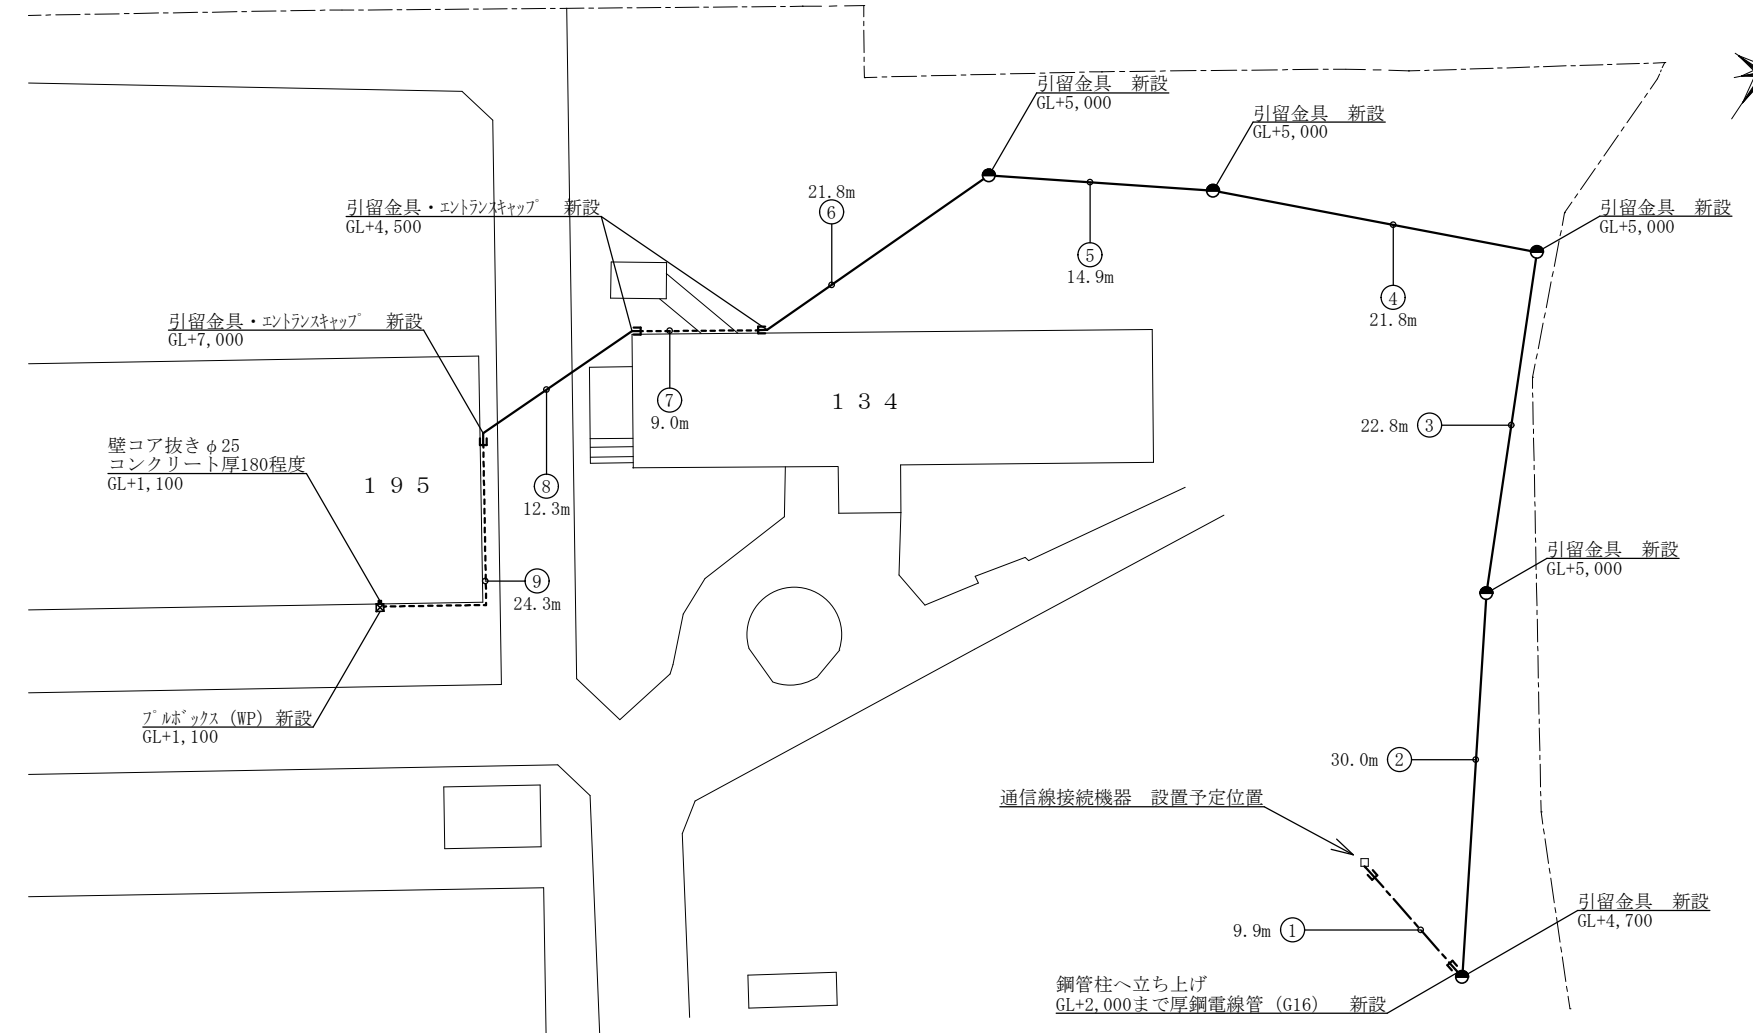 引留金具　新設
GL+5,000
引留金具　新設
GL+5,000
引留金具・エントランスキャップ　新設
GL+4,500
21.8m
⑥
引留金具　新設
GL+5,000
⑤
14.9m
④
21.8m
引留金具・エントランスキャップ　新設
GL+7,000
⑦
9.0m
134
22.8m ③
壁コア抜きφ25
コンクリート厚180程度
GL+1,100
195
⑧
12.3m
引留金具　新設
GL+5,000
⑨
24.3m
プルボックス（WP）新設
GL+1,100
30.0m ②
通信線接続機器　設置予定位置
引留金具　新設
GL+4,700
9.9m ①
鋼管柱へ立ち上げ
GL+2,000まで厚鋼電線管（G16）　新設